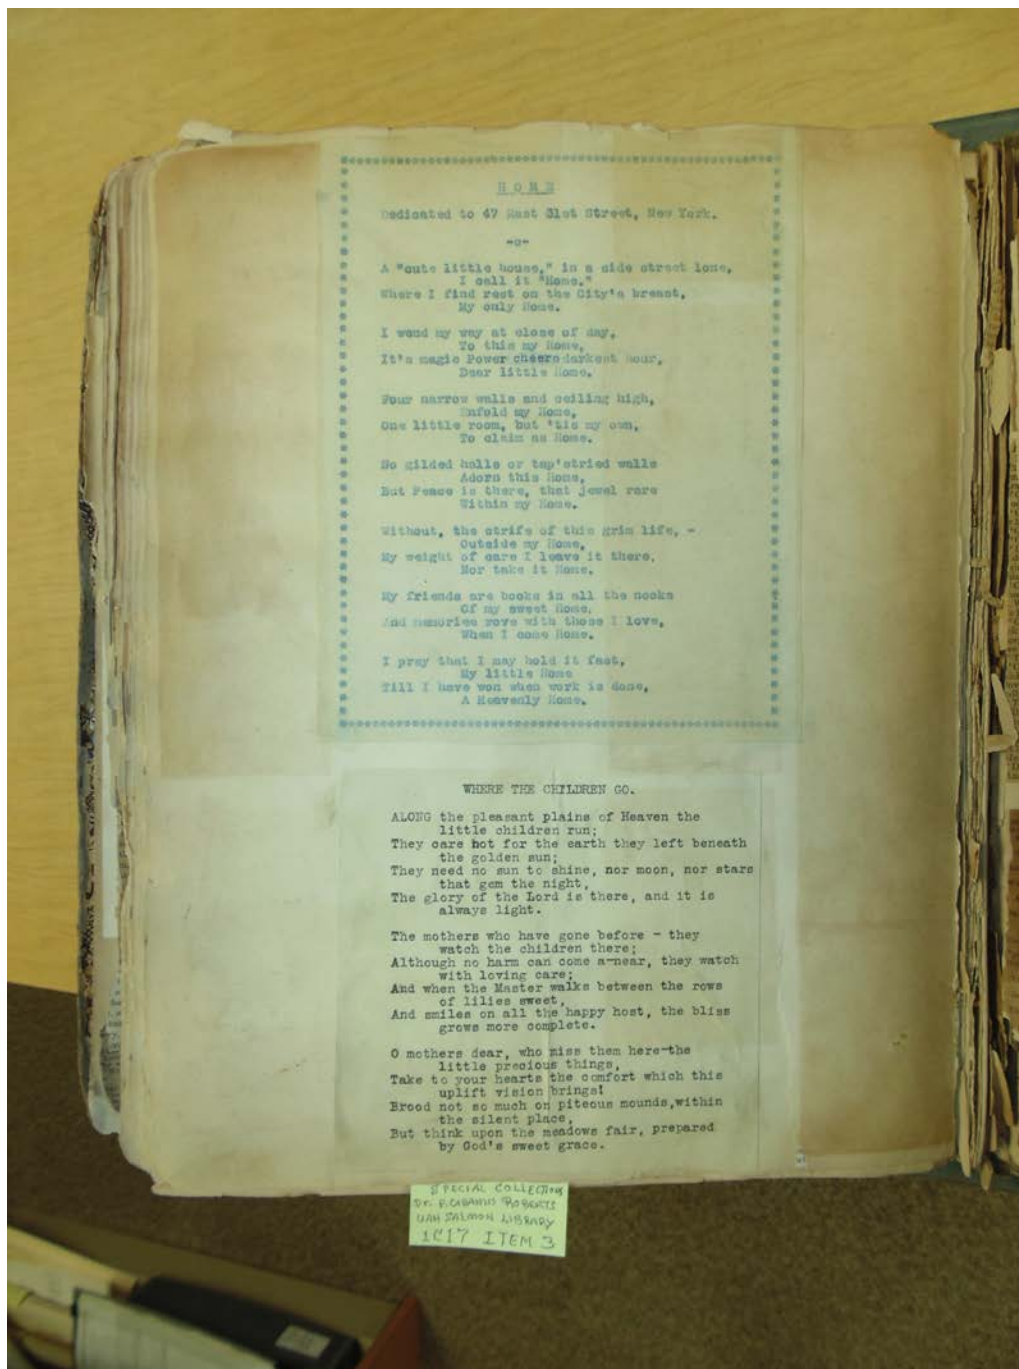 HOME
Dedicated to 47 East 31st Street, New York.
-o-
A "cute little house," in a side street lone,
I call it "Home."
Where I find rest on the City's breast,
My only Home.
I wend my way at close of day,
To this my Home,
It's magic Power cheers darkest hour,
Dear little Home.
Four narrow walls and ceiling high,
Enfold my Home,
One little room, but 'tis my own,
To claim as Home.
No gilded halls or tap'stried walls
Adorn this Home,
But Peace is there, that jewel rare
Within my Home.
Without, the strife of this grim life, -
Outside my Home,
My weight of care I leave it there,
Nor take it Home.
My friends are books in all the nooks
Of my sweet Home,
And memories rove with those I love,
When I come Home.
I pray that I may hold it fast,
My little Home
Till I have won when work is done,
A Heavenly Home.
WHERE THE CHILDREN GO.
ALONG the pleasant plains of Heaven the
little children run;
They care not for the earth they left beneath
the golden sun;
They need no sun to shine, nor moon, nor stars
that gem the night,
The glory of the Lord is there, and it is
always light.
The mothers who have gone before - they
watch the children there;
Although no harm can come a-near, they watch
with loving care;
And when the Master walks between the rows
of lilies sweet,
And smiles on all the happy host, the bliss
grows more complete.
O mothers dear, who miss them here-the
little precious things,
Take to your hearts the comfort which this
uplift vision brings!
Brood not so much on piteous mounds,within
the silent place,
But think upon the meadows fair, prepared
by God's sweet grace.
SPECIAL COLLECTIONS
Dr. FRANCES ROBERTS
UAH SALMON LIBRARY
1C17 ITEM 3